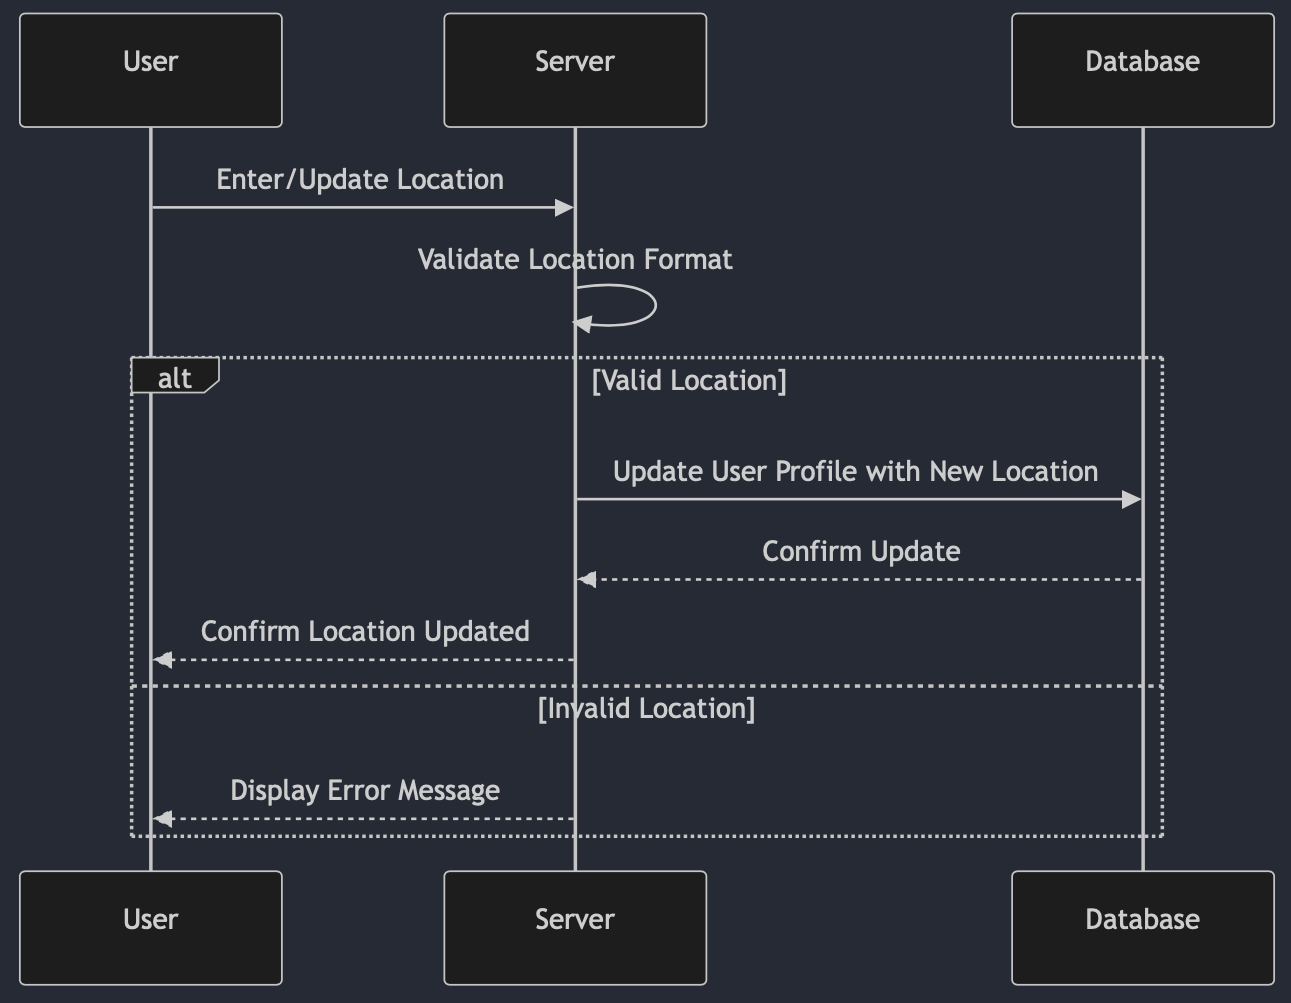 User
Server
Database
Enter/Update Location
Validate Location Format
alt
[Valid Location]
Update User Profile with New Location
Confirm Update
Confirm Location Updated
[Invalid Location]
Display Error Message
User
Server
Database